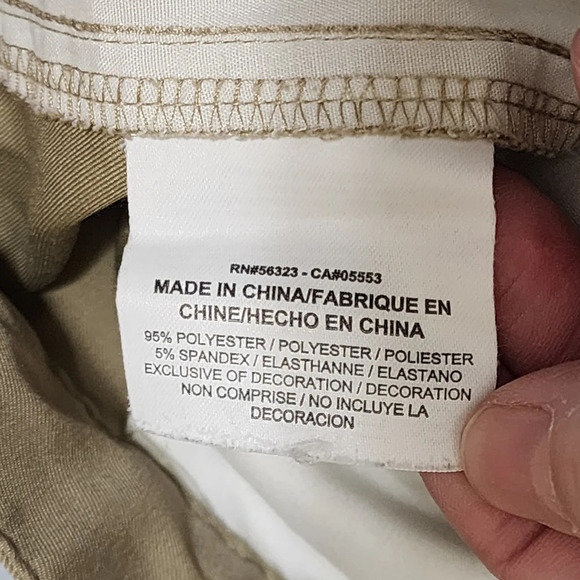 RN#56323 - CA#05553
MADE IN CHINA/FABRIQUE EN
CHINE/HECHO EN CHINA
95% POLYESTER / POLYESTER / POLIESTER
5% SPANDEX / ELASTHANNE / ELASTANO
EXCLUSIVE OF DECORATION / DECORATION
NON COMPRISE / NO INCLUYE LA
DECORACION